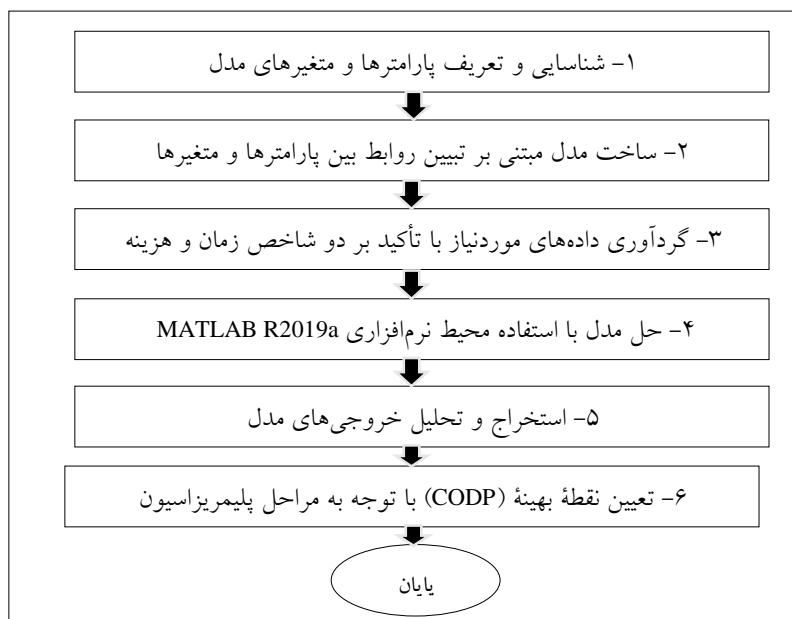 ۱- شناسایی و تعریف پارامترها و متغیرهای مدل
۲- ساخت مدل مبتنی بر تبیین روابط بین پارامترها و متغیرها
۳- گردآوری داده‌های موردنیاز با تأکید بر دو شاخص زمان و هزینه
۴- حل مدل با استفاده محیط نرم‌افزاری MATLAB R2019a
۵- استخراج و تحلیل خروجی‌های مدل
۶- تعیین نقطۀ بهینۀ (CODP) با توجه به مراحل پلیمریزاسیون
پایان